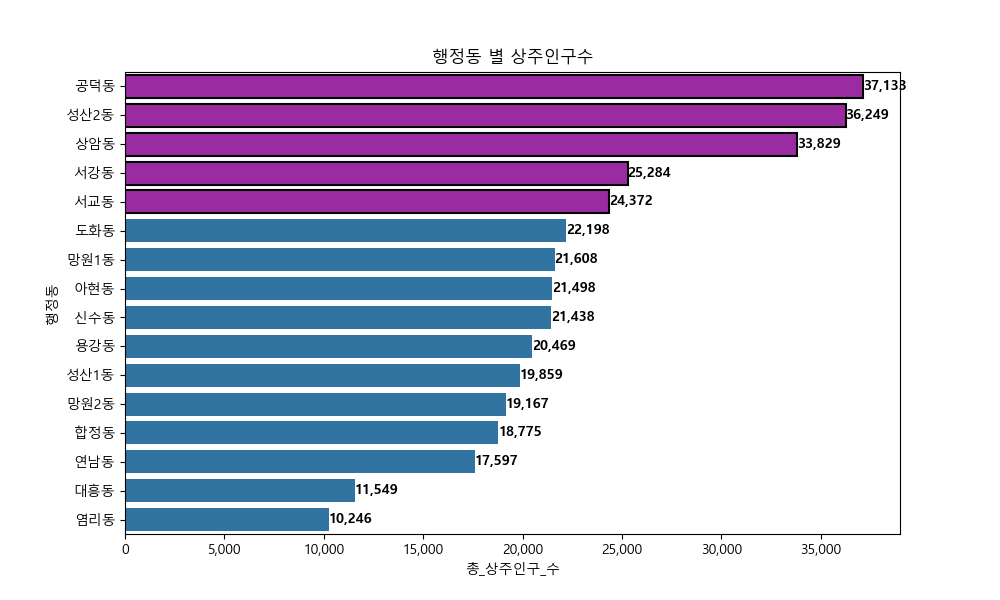 행정동 별 상주인구수
행정동
공덕동 37,133
성산2동 36,249
상암동 33,829
서강동 25,284
서교동 24,372
도화동 22,198
망원1동 21,608
아현동 21,498
신수동 21,438
용강동 20,469
성산1동 19,859
망원2동 19,167
합정동 18,775
연남동 17,597
대흥동 11,549
염리동 10,246
0 5,000 10,000 15,000 20,000 25,000 30,000 35,000
총_상주인구_수